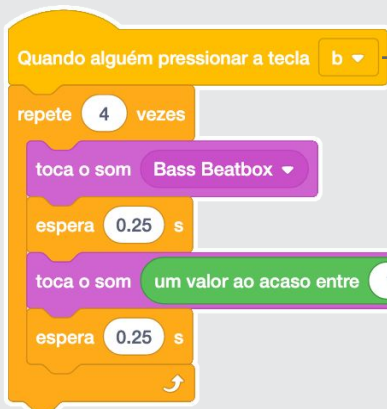 Quando alguém pressionar a tecla b
repete 4 vezes
toca o som Bass Beatbox
espera 0.25 s
toca o som um valor ao acaso entre
espera 0.25 s